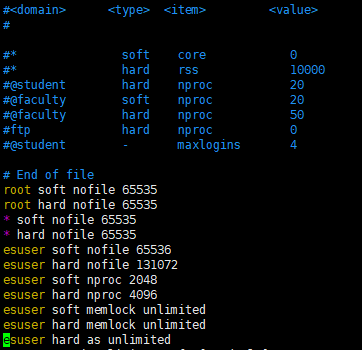 #<domain>      <type>  <item>         <value>
#
#*               soft    core            0
#*               hard    rss             10000
#@student        hard    nproc           20
#@faculty        soft    nproc           20
#@faculty        hard    nproc           50
#ftp             hard    nproc           0
#@student        -       maxlogins       4
# End of file
root soft nofile 65535
root hard nofile 65535
* soft nofile 65535
* hard nofile 65535
esuser soft nofile 65536
esuser hard nofile 131072
esuser soft nproc 2048
esuser hard nproc 4096
esuser soft memlock unlimited
esuser hard memlock unlimited
esuser hard as unlimited